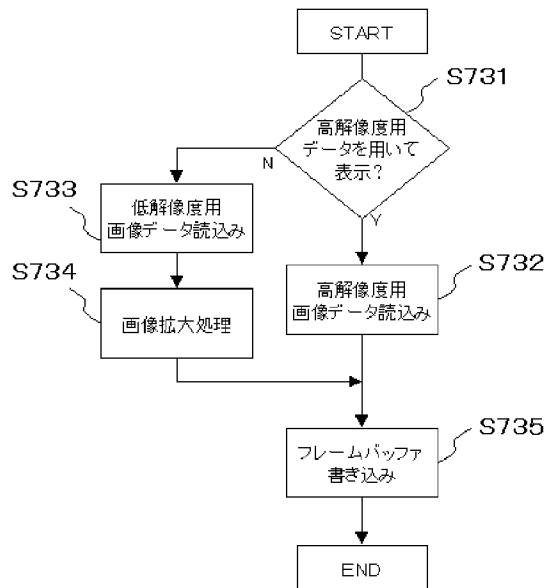 START
S731
高解像度用
データを用いて
表示?
N
Y
S733
低解像度用
画像データ読込み
S732
高解像度用
画像データ読込み
S734
画像拡大処理
S735
フレームバッファ
書き込み
END